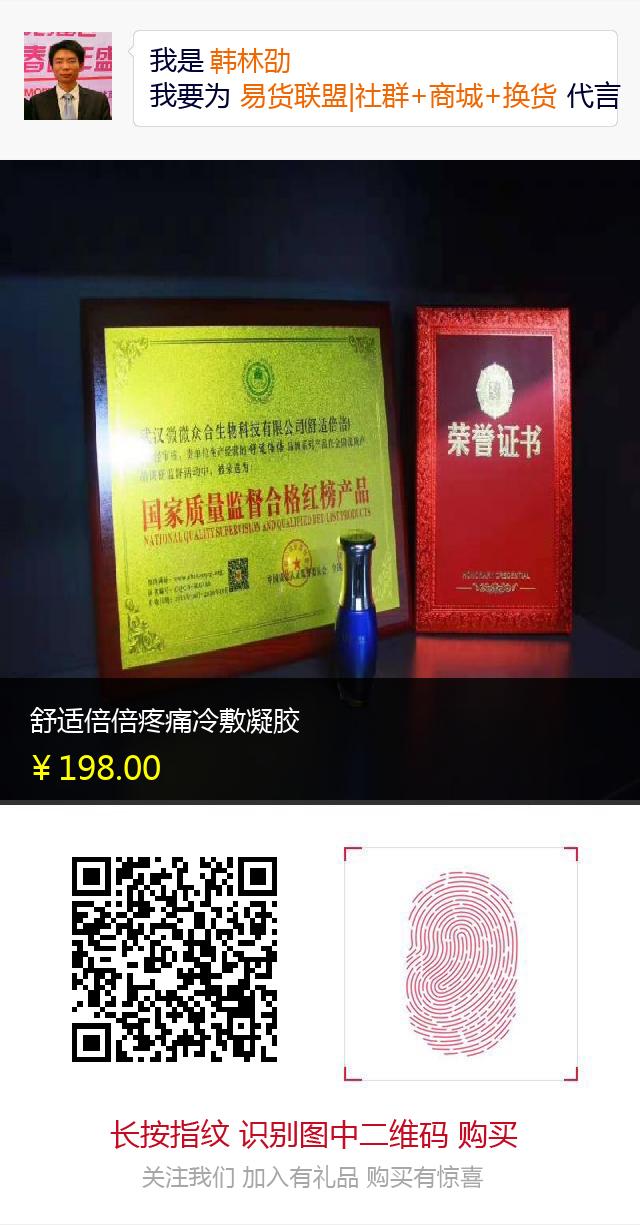 我是 韩林劭
我要为 易货联盟|社群+商城+换货 代言
武汉微微众合生物科技有限公司(舒适倍倍)
国家质量监督合格红榜产品
NATIONAL QUALITY SUPERVISION AND QUALIFIED RED LIST PRODUCTS
荣誉证书
HONORARY CREDENTIAL
舒适倍倍疼痛冷敷凝胶
￥198.00
长按指纹 识别图中二维码 购买
关注我们 加入有礼品 购买有惊喜